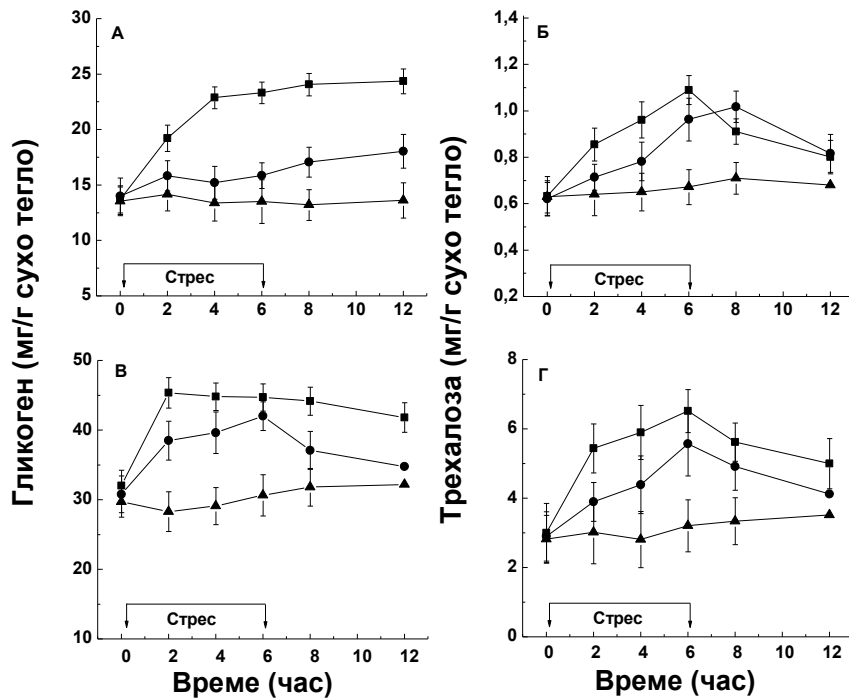 А
30
25
20
15
10
5
Стрес
0 2 4 6 8 10 12
Б
1,4
1,2
1,0
0,8
0,6
0,4
0,2
Стрес
0 2 4 6 8 10 12
В
50
40
30
20
10
Стрес
0 2 4 6 8 10 12
Време (час)
Г
8
6
4
2
0
Стрес
0 2 4 6 8 10 12
Време (час)
Гликоген (мг/г сухо тегло)
Трехалоза (мг/г сухо тегло)